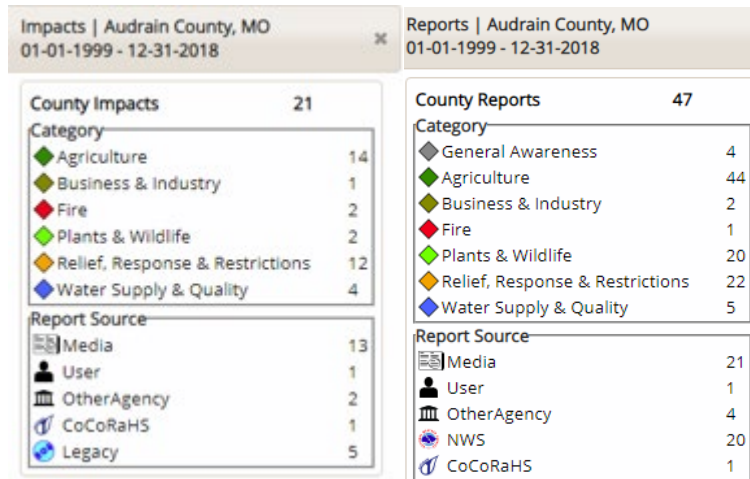 Impacts | Audrain County, MO
01-01-1999 - 12-31-2018
County Impacts 21
Category
Agriculture 14
Business & Industry 1
Fire 2
Plants & Wildlife 2
Relief, Response & Restrictions 12
Water Supply & Quality 4
Report Source
Media 13
User 1
OtherAgency 2
CoCoRaHS 1
Legacy 5
Reports | Audrain County, MO
01-01-1999 - 12-31-2018
County Reports 47
Category
General Awareness 4
Agriculture 44
Business & Industry 2
Fire 1
Plants & Wildlife 20
Relief, Response & Restrictions 22
Water Supply & Quality 5
Report Source
Media 21
User 1
OtherAgency 4
NWS 20
CoCoRaHS 1